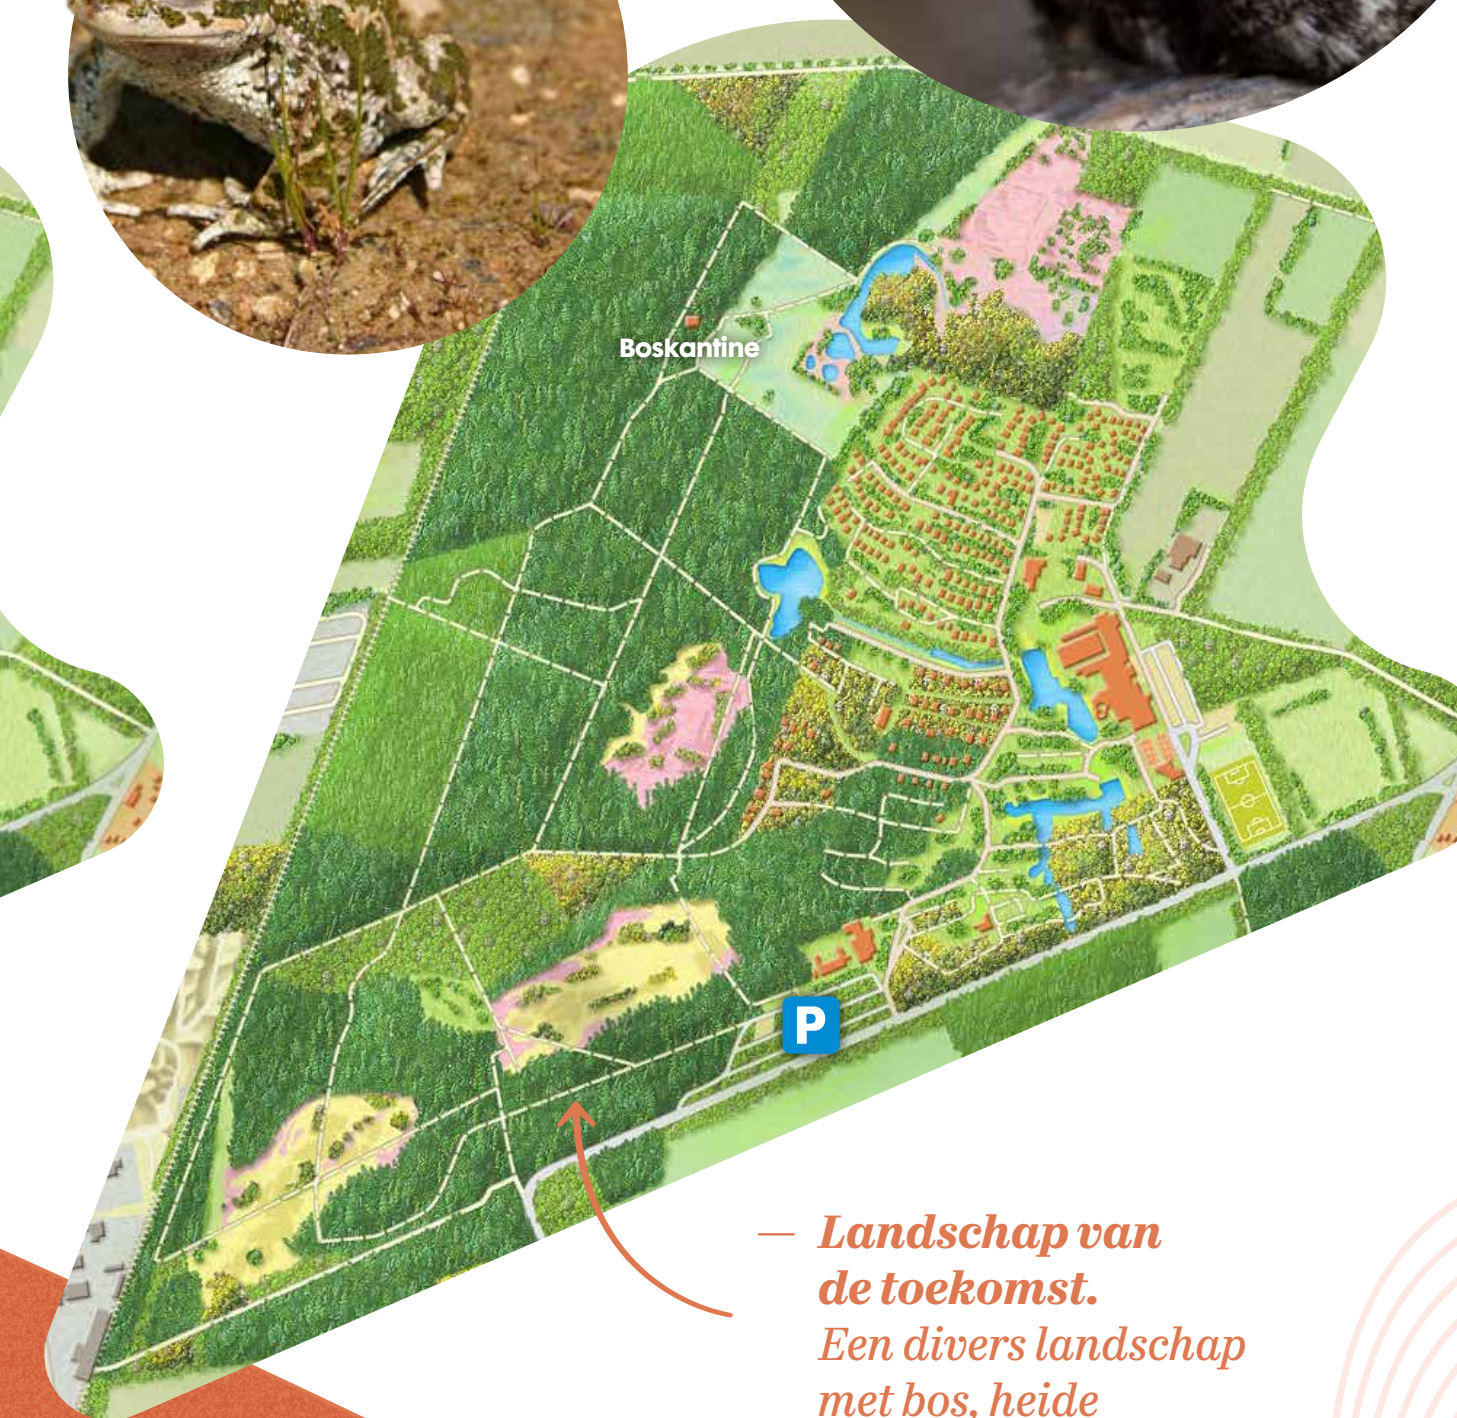 Boskantine
P
— Landschap van
de toekomst.
Een divers landschap
met bos, heide